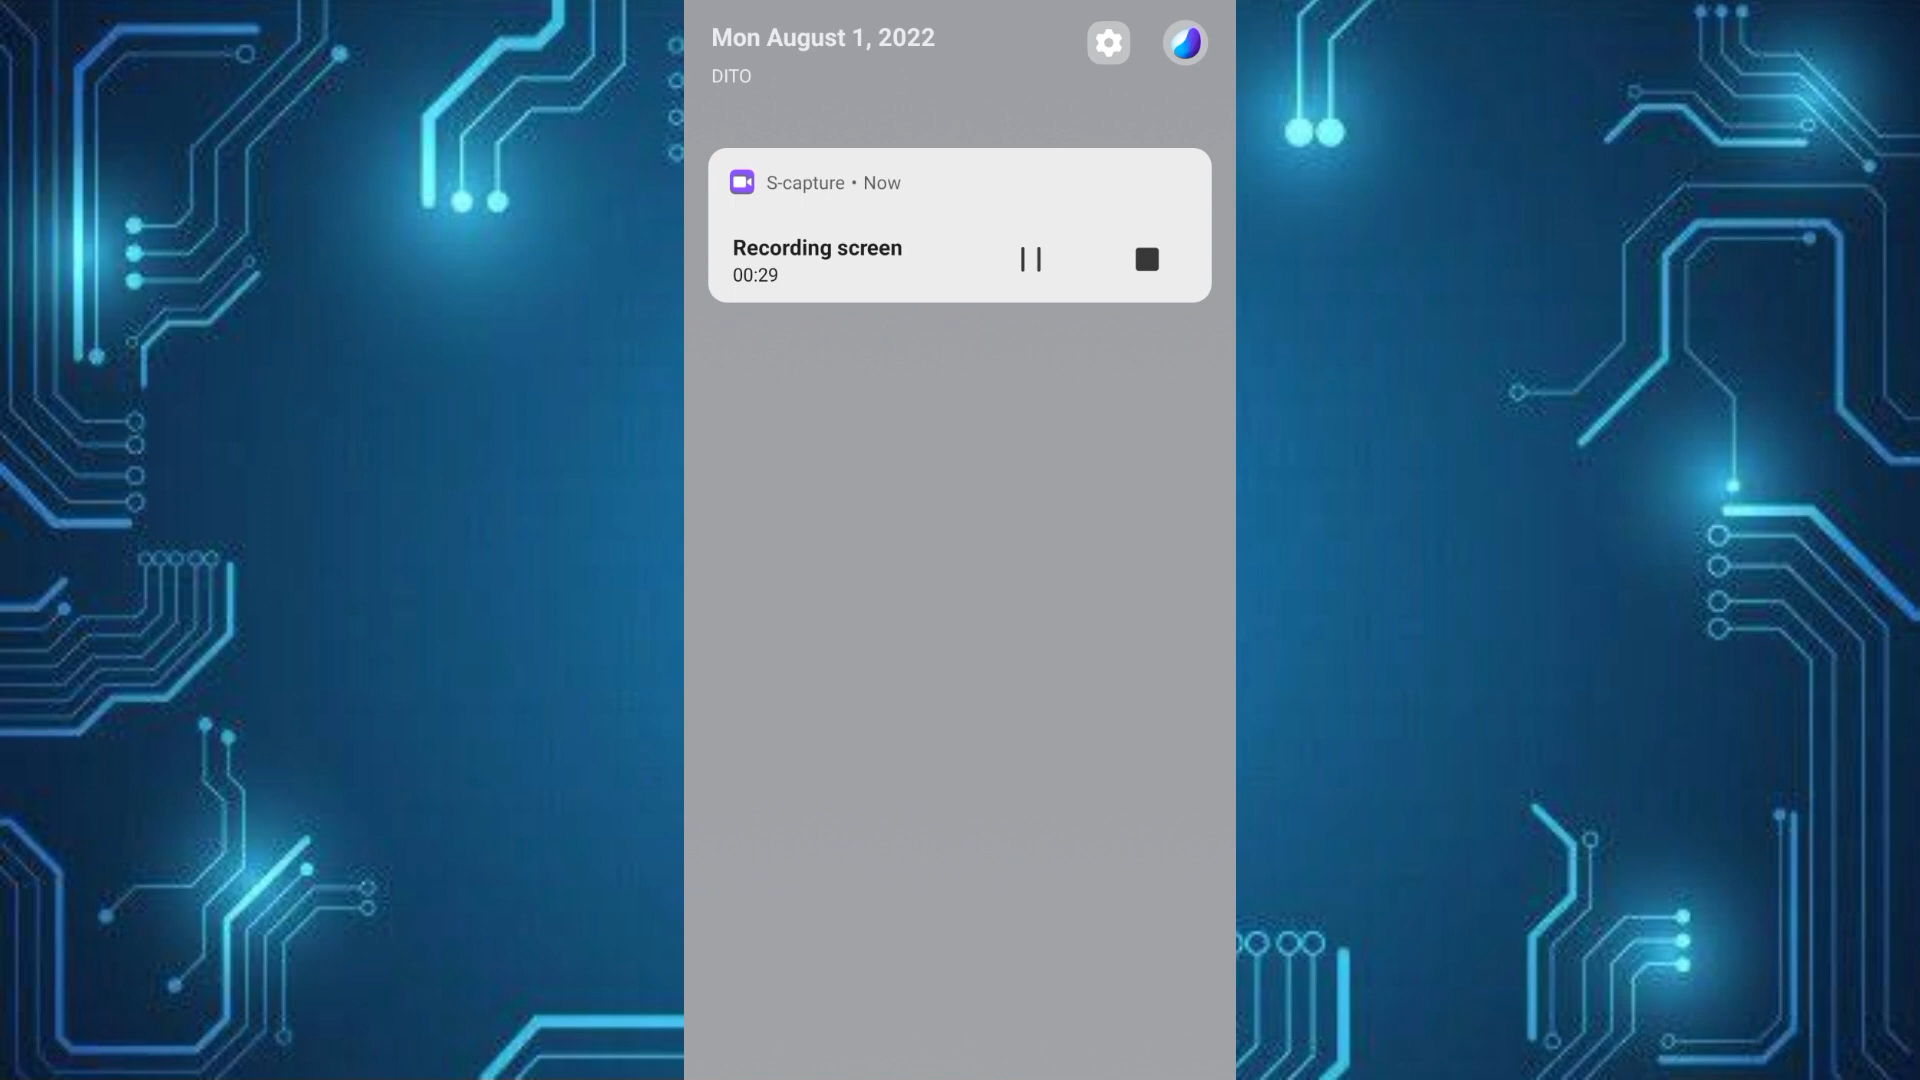 Mon August 1, 2022
DITO
S-capture • Now
Recording screen
00:29